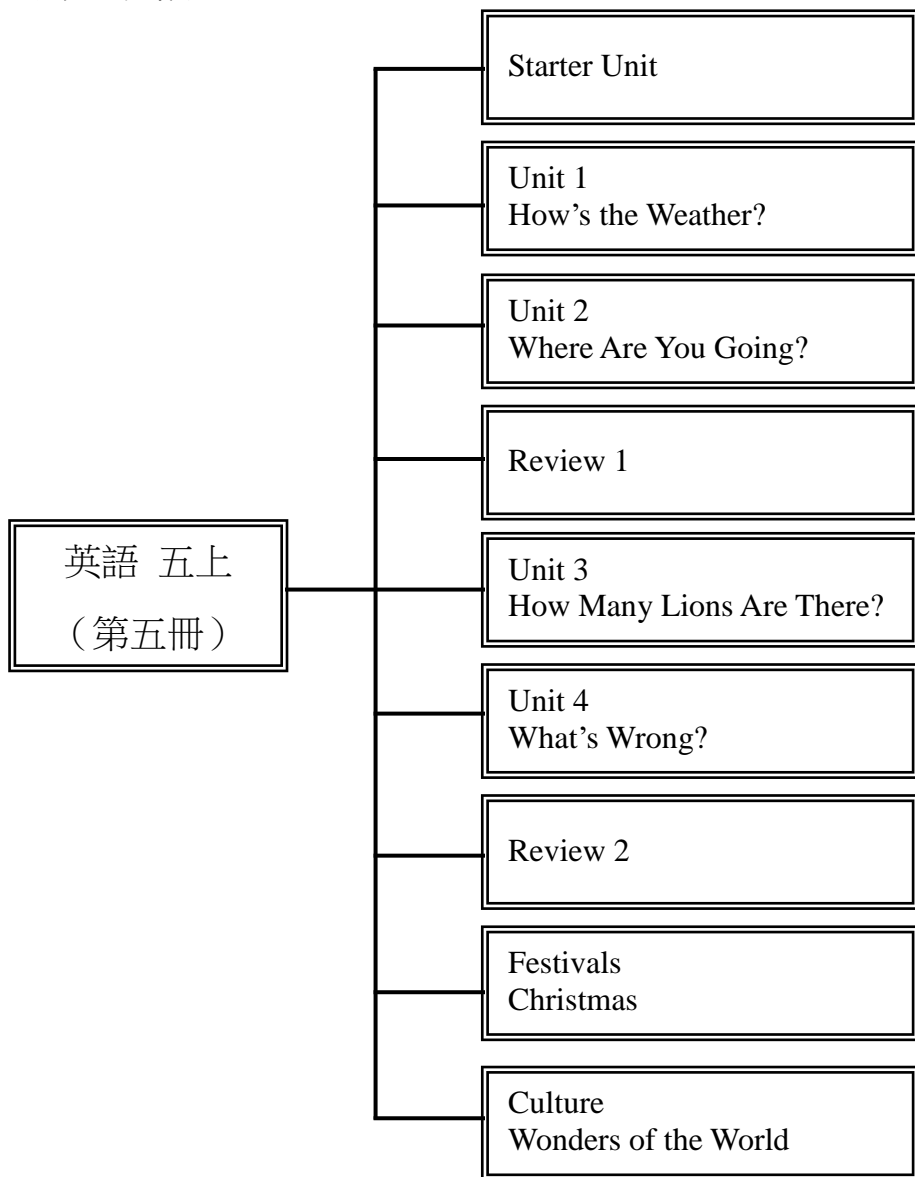 Starter Unit
Unit 1
How's the Weather?
Unit 2
Where Are You Going?
Review 1
英語 五上
（第五冊）
Unit 3
How Many Lions Are There?
Unit 4
What's Wrong?
Review 2
Festivals
Christmas
Culture
Wonders of the World